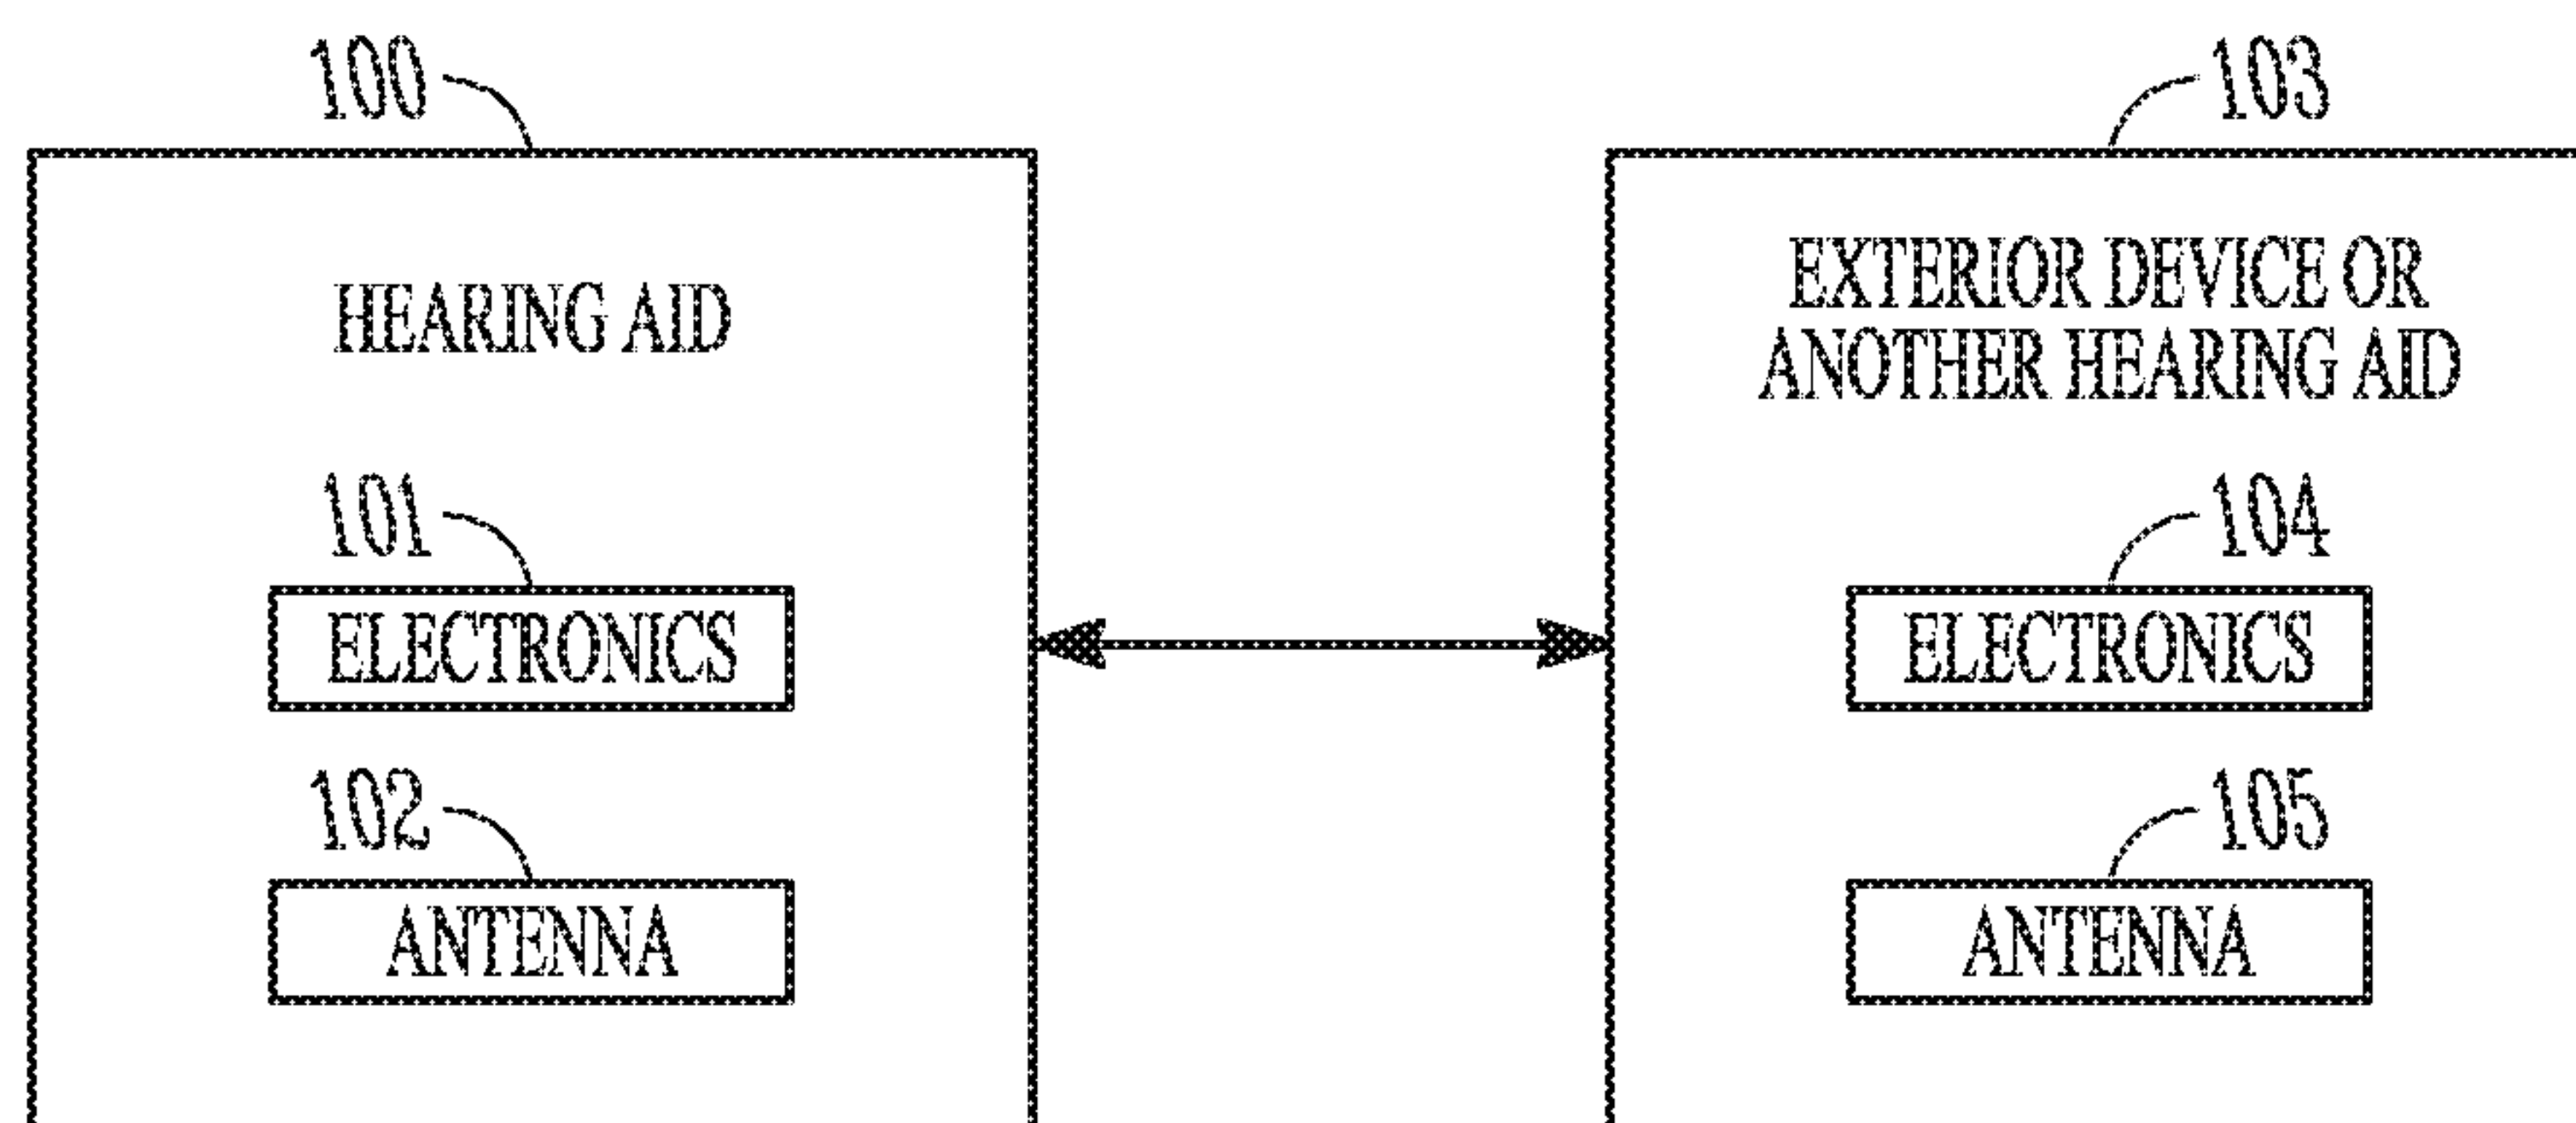 100
103
HEARING AID
EXTERIOR DEVICE OR
ANOTHER HEARING AID
101
104
ELECTRONICS
ELECTRONICS
102
105
ANTENNA
ANTENNA